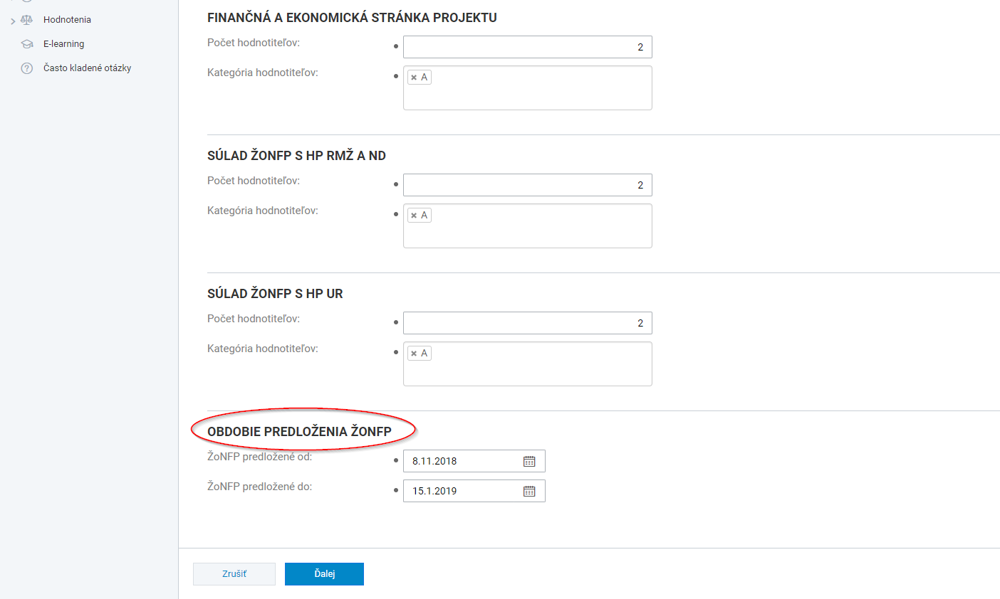 Hodnotenia
E-learning
Často kladené otázky
FINANČNÁ A EKONOMICKÁ STRÁNKA PROJEKTU
Počet hodnotiteľov:
2
Kategória hodnotiteľov:
A
SÚLAD ŽONFP S HP RMŽ A ND
Počet hodnotiteľov:
2
Kategória hodnotiteľov:
A
SÚLAD ŽONFP S HP UR
Počet hodnotiteľov:
2
Kategória hodnotiteľov:
A
OBDOBIE PREDLOŽENIA ŽONFP
ŽoNFP predložené od:
8.11.2018
ŽoNFP predložené do:
15.1.2019
Zrušiť
Ďalej